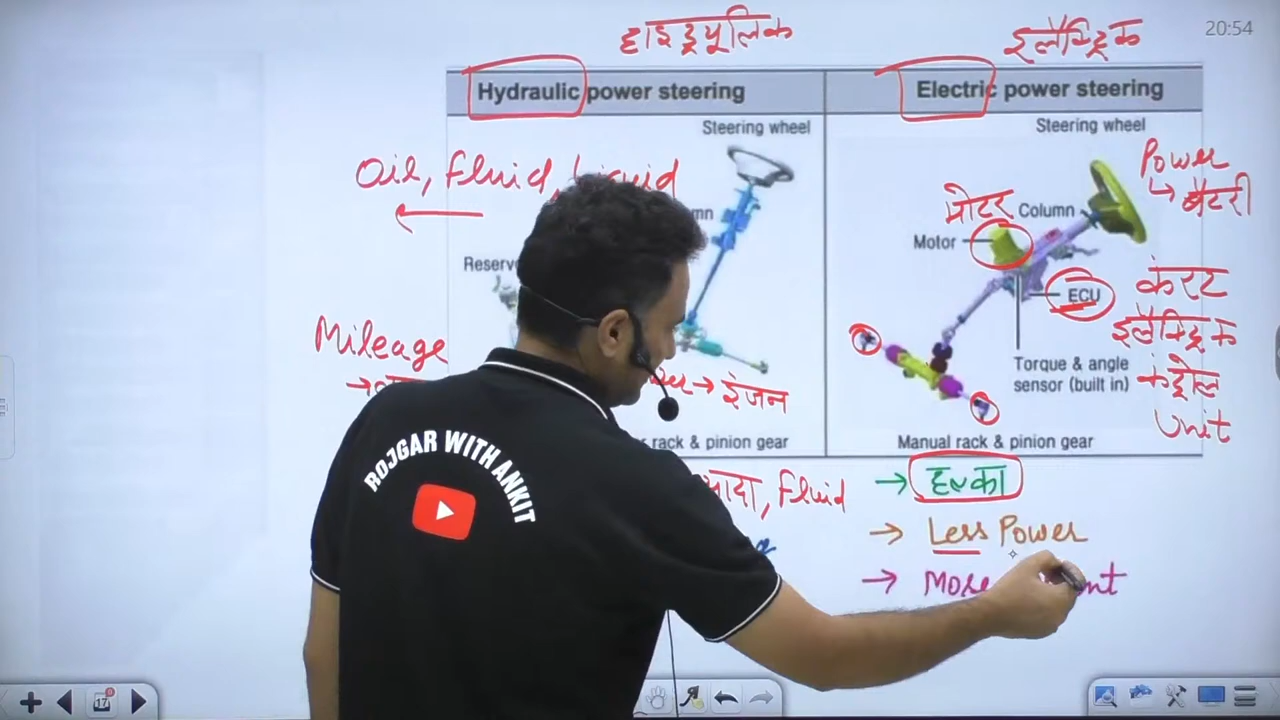 हाइड्रयूलिक
इलैक्ट्रिक
20:54
Hydraulic power steering
Electric power steering
Steering wheel
Steering wheel
Oil, fluid, Liquid
Power
→ बैटरी
मोटर
Column
Motor
Reserv
ECU
करंट
इलैक्ट्रिक
कंट्रोल
Unit
Mileage
Torque & angle
sensor (built in)
→ इंजन
rack & pinion gear
Manual rack & pinion gear
fluid
→ हल्का
→ Less Power
ROJGAR WITH ANKIT
17